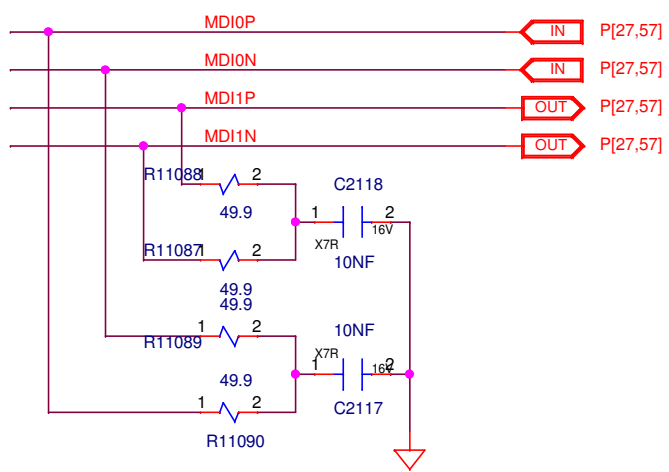 MDI0P IN P[27,57]
MDI0N IN P[27,57]
MDI1P OUT P[27,57]
MDI1N OUT P[27,57]
R11088 1 2 C2118
49.9 1 2
X7R 16V
R11087 1 2 10NF
49.9
49.9 10NF
R11089 1 2 X7R
1 16V 2
49.9
1 2 C2117
R11090